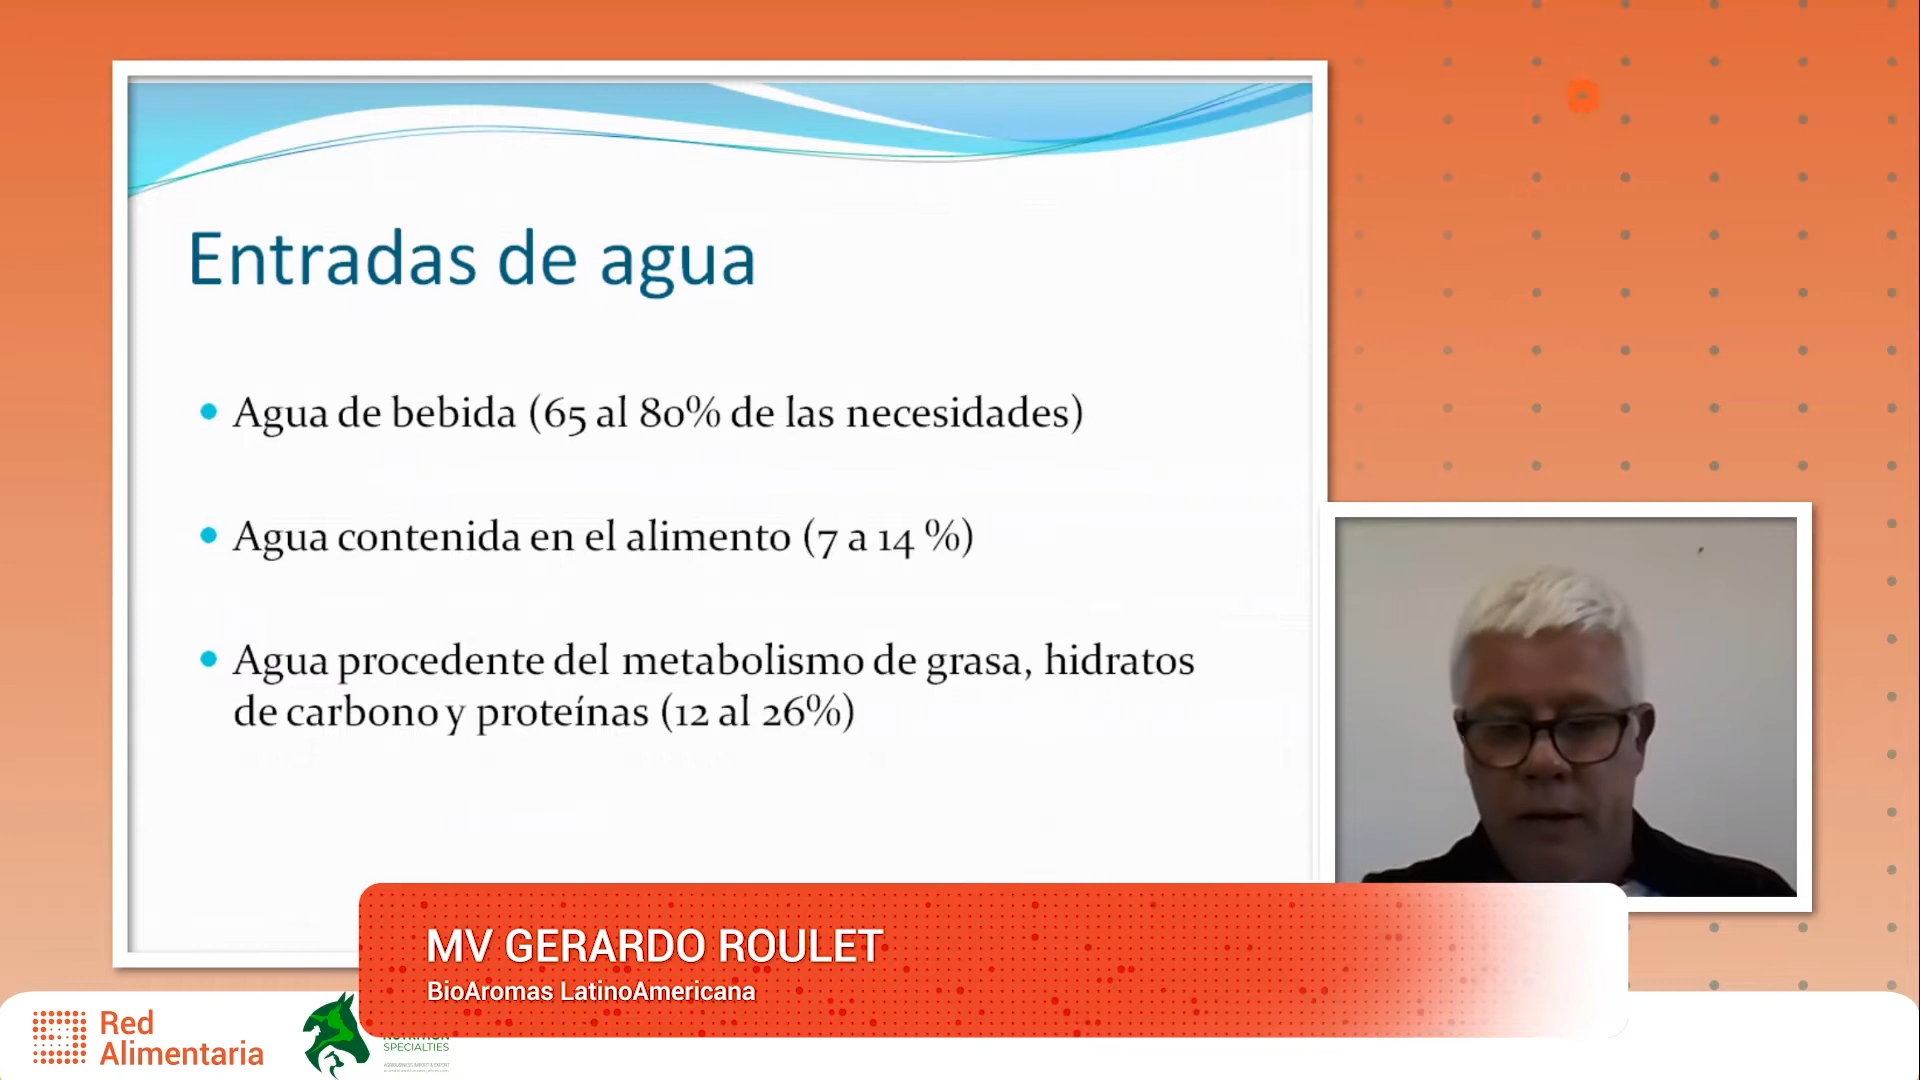 Entradas de agua
• Agua de bebida (65 al 80% de las necesidades)
• Agua contenida en el alimento (7 a 14 %)
• Agua procedente del metabolismo de grasa, hidratos
de carbono y proteínas (12 al 26%)
MV GERARDO ROULET
BioAromas LatinoAmericana
Red
Alimentaria
SPECIALTIES